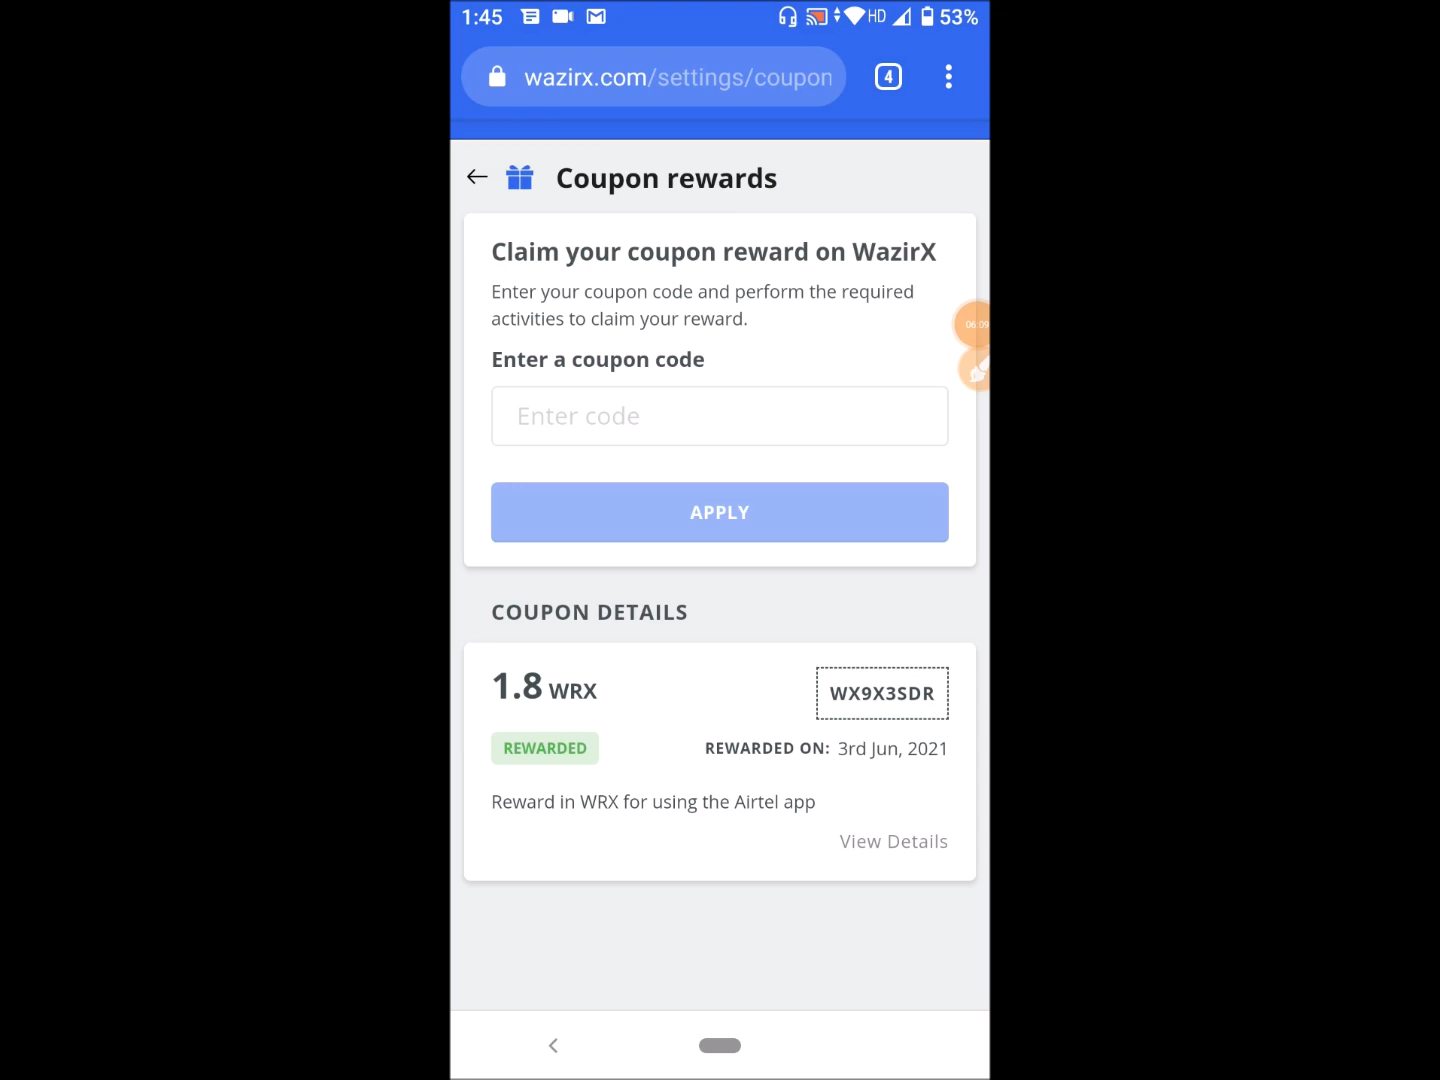 1:45 HD 53%
wazirx.com/settings/coupon 4
Coupon rewards
Claim your coupon reward on WazirX
Enter your coupon code and perform the required
activities to claim your reward.
06:09
Enter a coupon code
Enter code
APPLY
COUPON DETAILS
1.8 WRX WX9X3SDR
REWARDED REWARDED ON: 3rd Jun, 2021
Reward in WRX for using the Airtel app
View Details